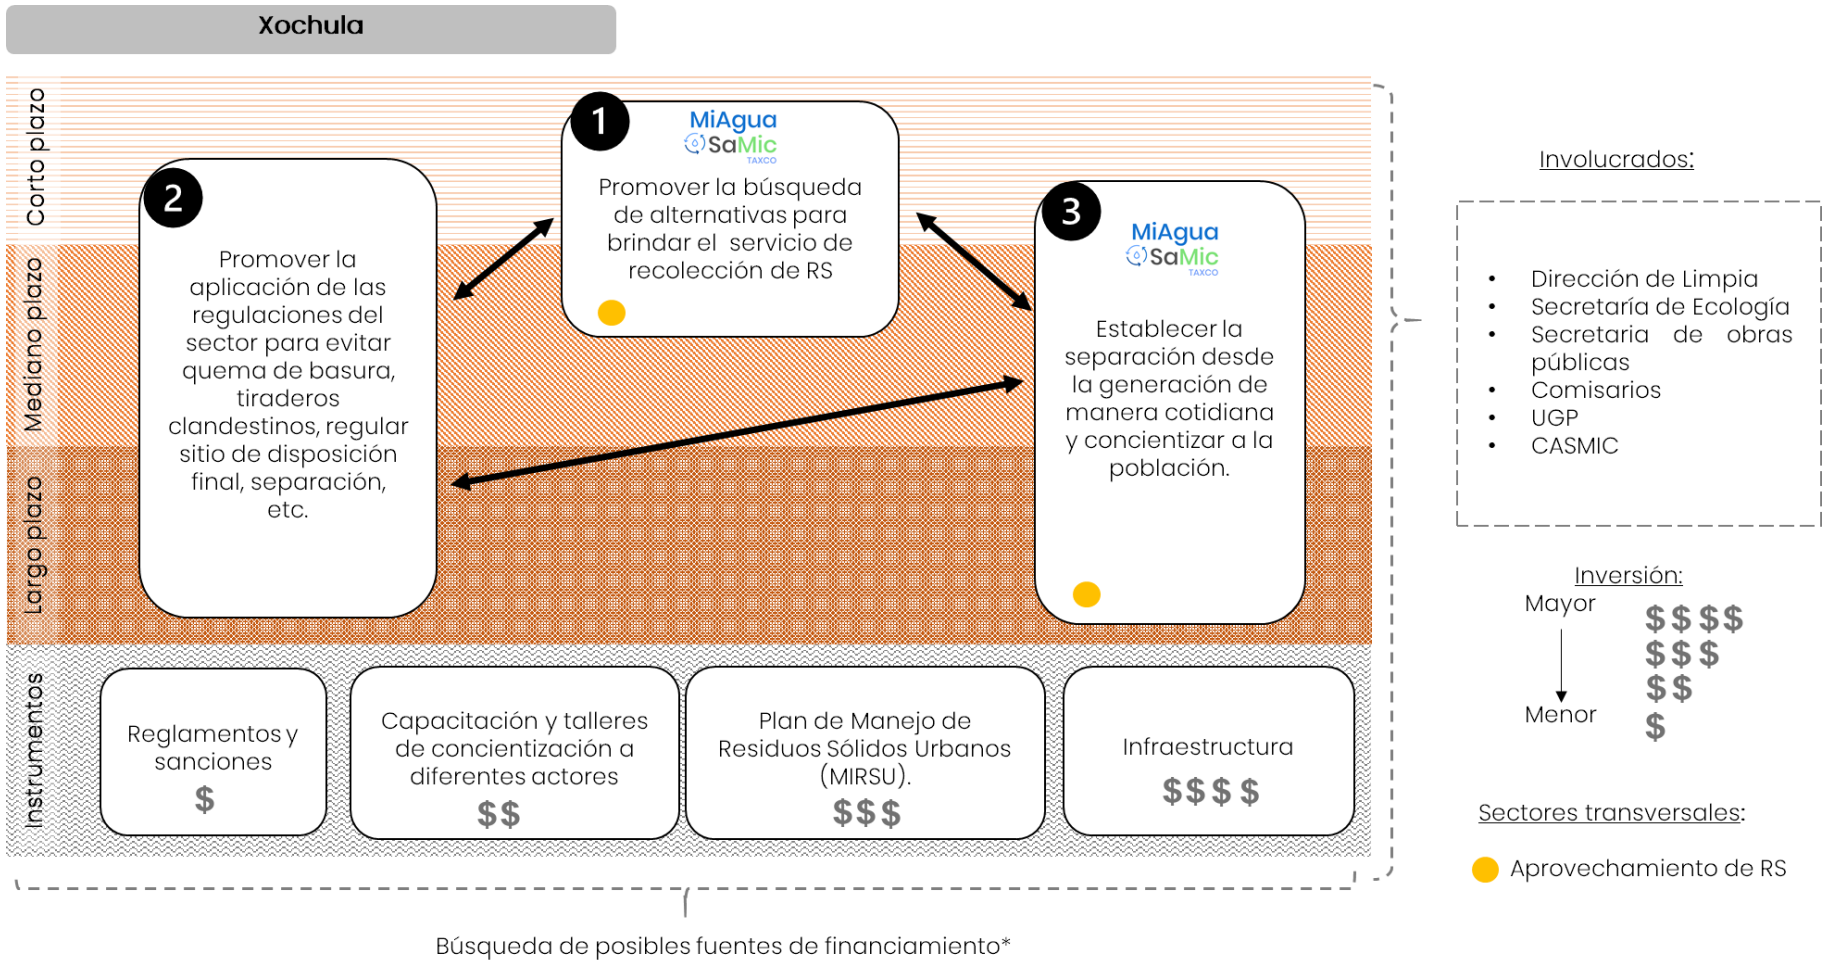 Xochula
Corto plazo
Mediano plazo
Largo plazo
Instrumentos
1
MiAgua
SaMic
TAXCO
Promover la búsqueda
de alternativas para
brindar el servicio de
recolección de RS
2
Promover la
aplicación de las
regulaciones del
sector para evitar
quema de basura,
tiraderos
clandestinos, regular
sitio de disposición
final, separación,
etc.
3
MiAgua
SaMic
TAXCO
Establecer la
separación desde
la generación de
manera cotidiana
y concientizar a la
población.
Reglamentos y
sanciones
$
Capacitación y talleres
de concientización a
diferentes actores
$$
Plan de Manejo de
Residuos Sólidos Urbanos
(MIRSU).
$$$
Infraestructura
$$$$
Búsqueda de posibles fuentes de financiamiento*
Involucrados:
• Dirección de Limpia
• Secretaría de Ecología
• Secretaria de obras
públicas
• Comisarios
• UGP
• CASMIC
Inversión:
Mayor
$$$$
$$$
$$
Menor
$
Sectores transversales:
Aprovechamiento de RS